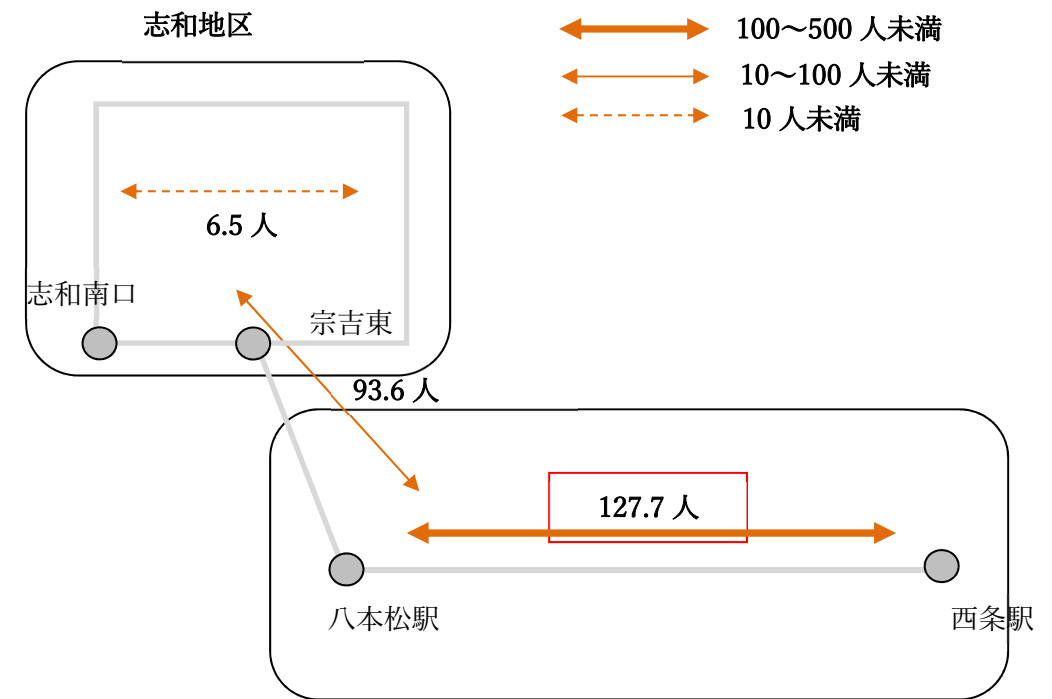 志和地区
100～500 人未満
10～100 人未満
10 人未満
6.5 人
志和南口
宗吉東
93.6 人
127.7 人
八本松駅
西条駅